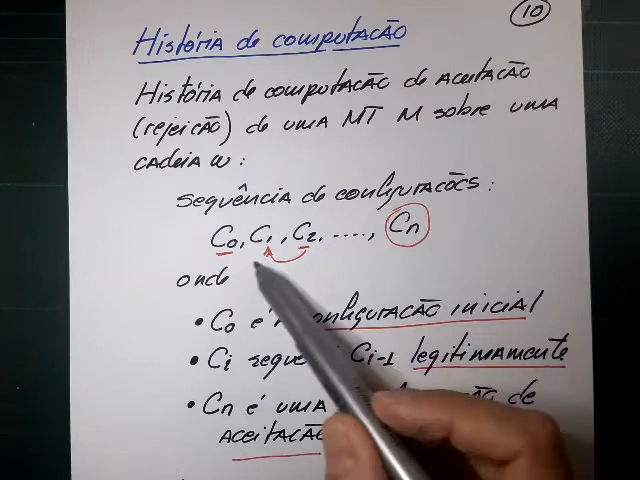 10
História de computação
História de computação de aceitação
(rejeição) de uma MT M sobre uma
cadeia w:
sequência de configurações:
C0, C1, C2, ...., Cn
onde
• C0 é configuração inicial
• Ci segue Ci-1 legitimamente
• Cn é uma de
aceitação